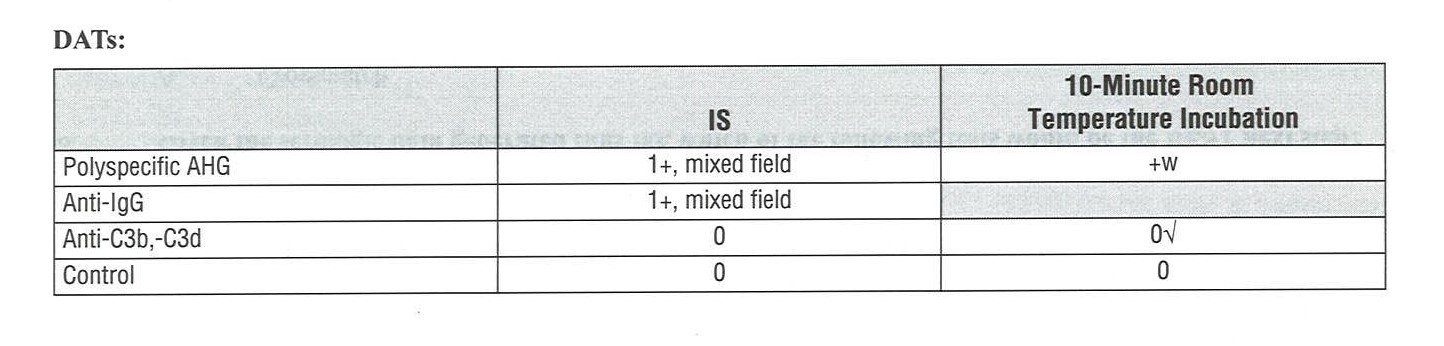 DATs:
IS
10-Minute Room
Temperature Incubation
Polyspecific AHG 1+, mixed field +w
Anti-IgG 1+, mixed field
Anti-C3b,-C3d 0 0√
Control 0 0